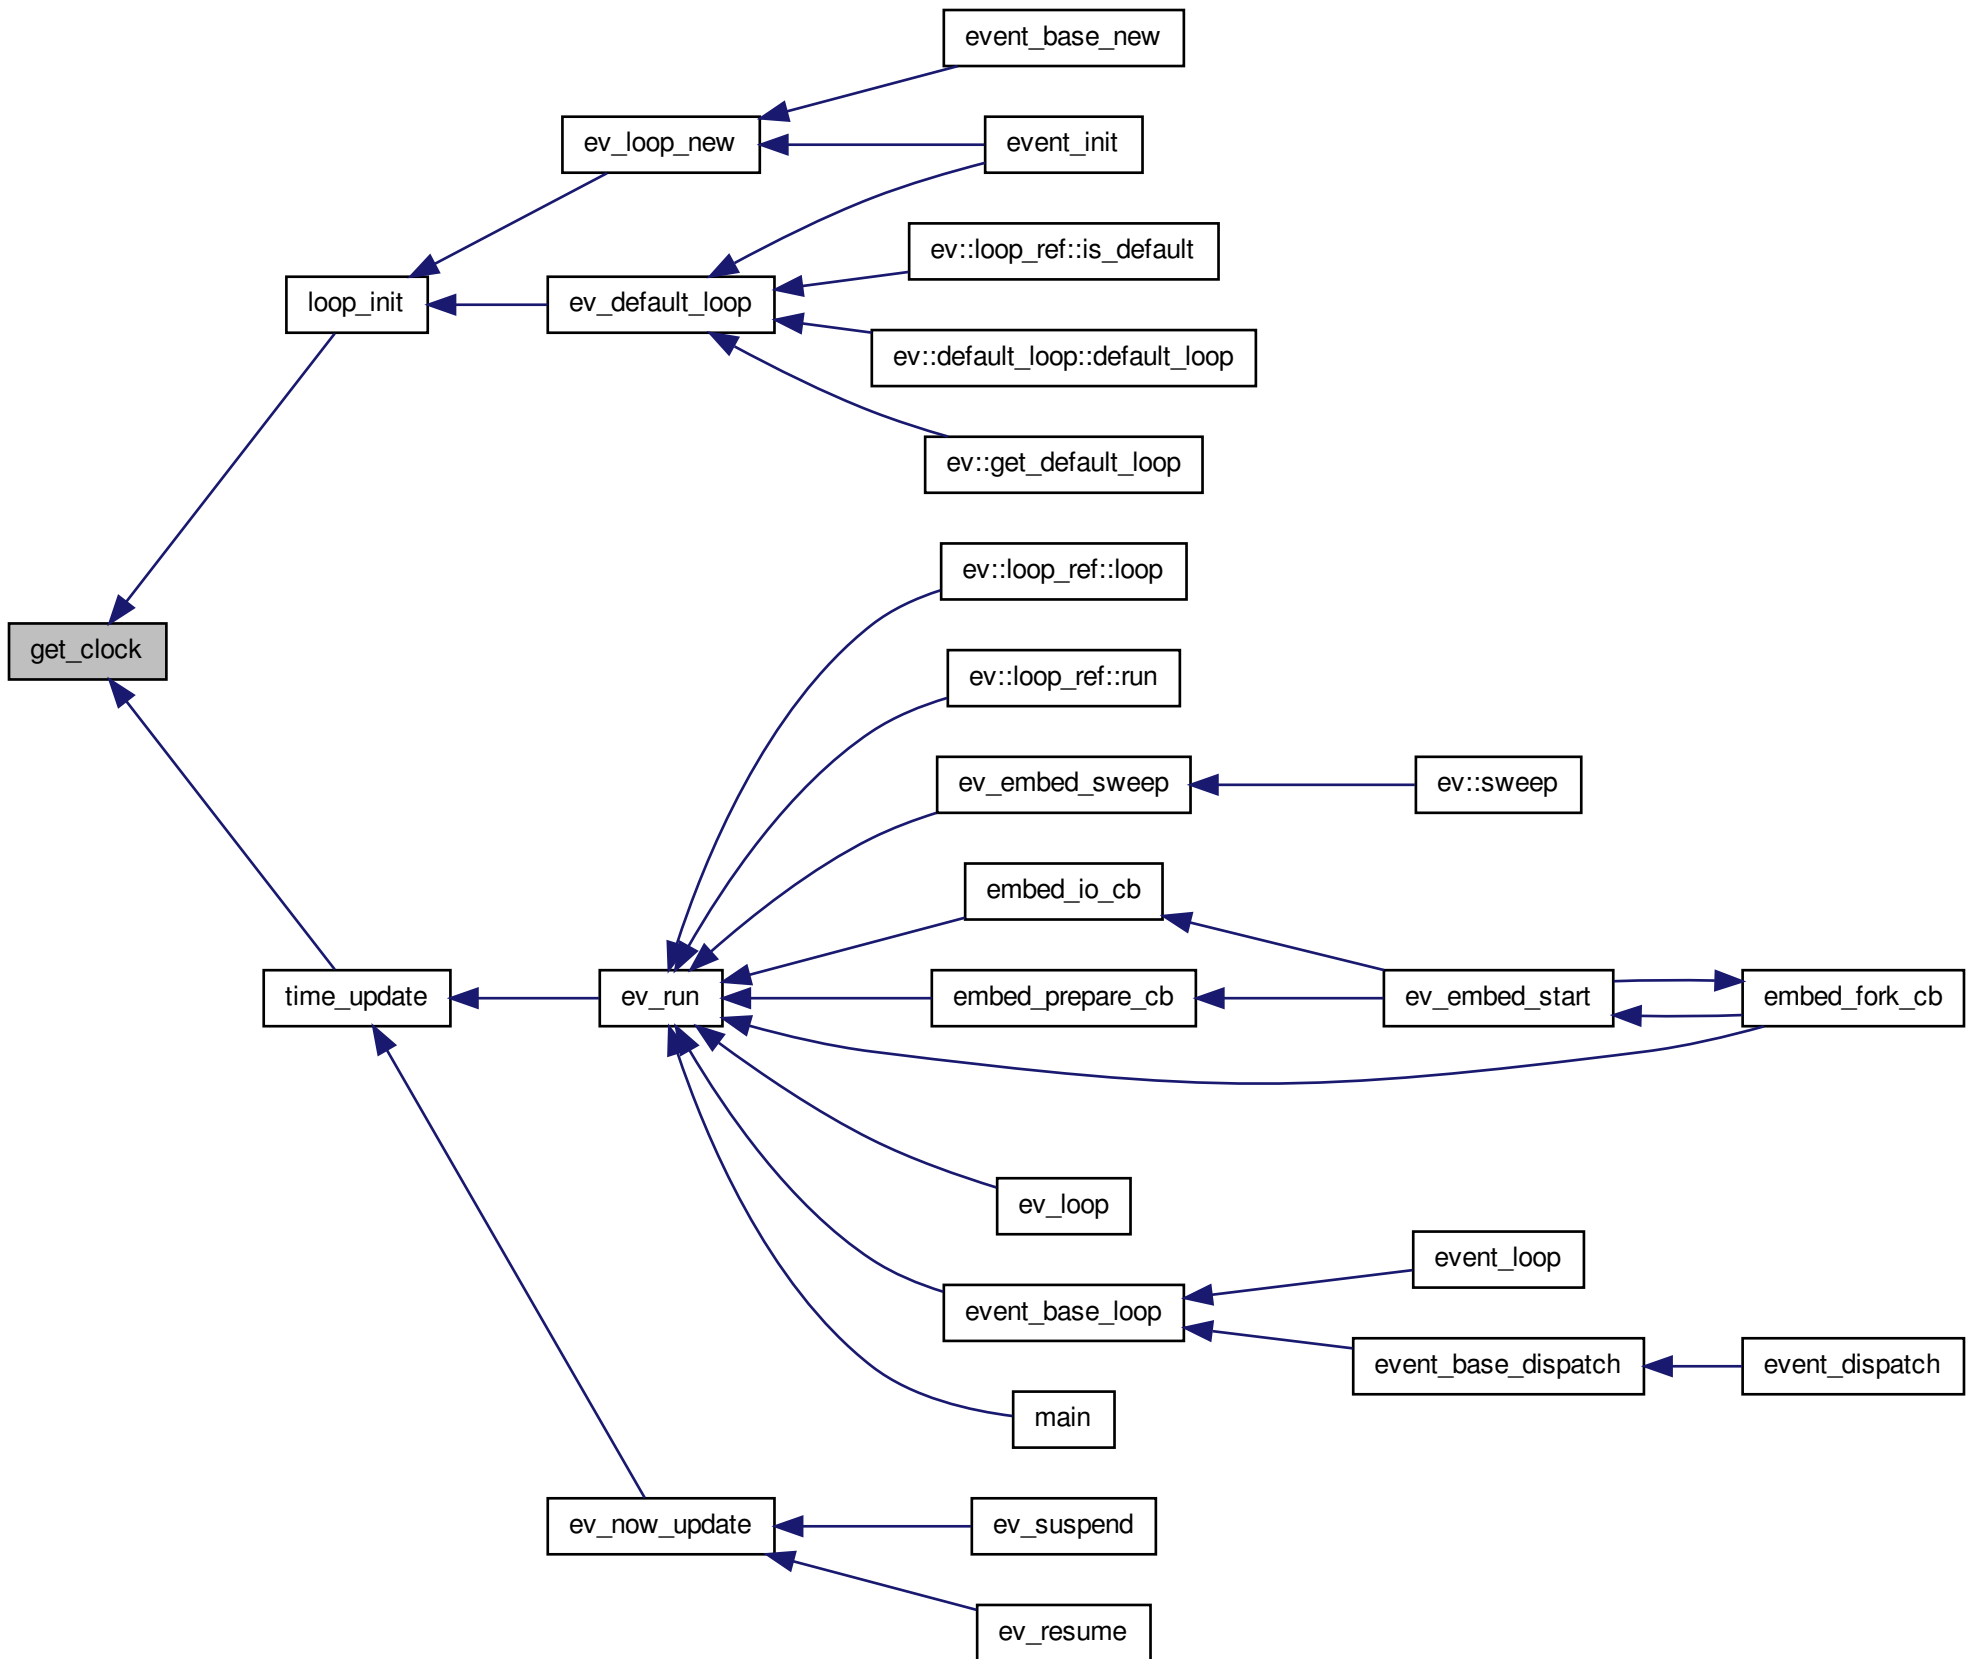 event_base_new
ev_loop_new
event_init
ev::loop_ref::is_default
loop_init
ev_default_loop
ev::default_loop::default_loop
ev::get_default_loop
ev::loop_ref::loop
get_clock
ev::loop_ref::run
ev_embed_sweep
ev::sweep
embed_io_cb
time_update
ev_run
embed_prepare_cb
ev_embed_start
embed_fork_cb
ev_loop
event_loop
event_base_loop
event_base_dispatch
event_dispatch
main
ev_now_update
ev_suspend
ev_resume